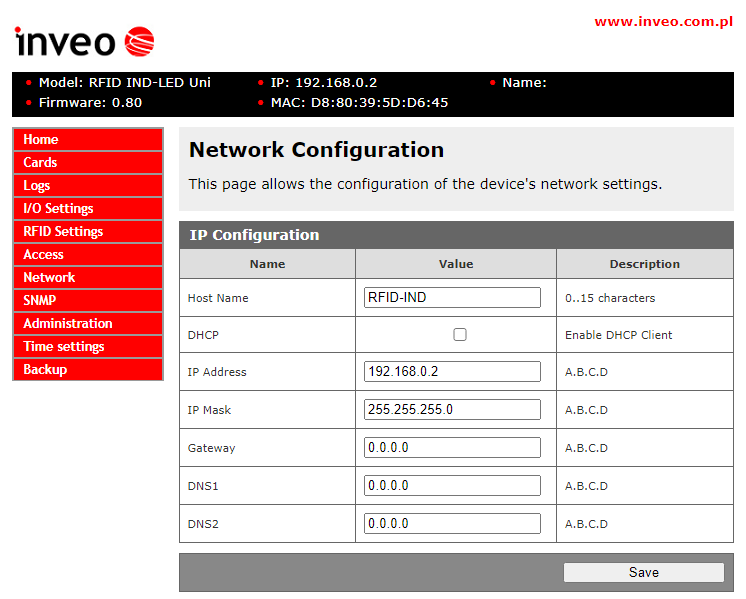 www.inveo.com.pl
inveo
Model: RFID IND-LED Uni IP: 192.168.0.2 Name:
Firmware: 0.80 MAC: D8:80:39:5D:D6:45
Home
Cards
Logs
I/O Settings
RFID Settings
Access
Network
SNMP
Administration
Time settings
Backup
Network Configuration
This page allows the configuration of the device's network settings.
IP Configuration
Name Value Description
Host Name RFID-IND 0..15 characters
DHCP Enable DHCP Client
IP Address 192.168.0.2 A.B.C.D
IP Mask 255.255.255.0 A.B.C.D
Gateway 0.0.0.0 A.B.C.D
DNS1 0.0.0.0 A.B.C.D
DNS2 0.0.0.0 A.B.C.D
Save